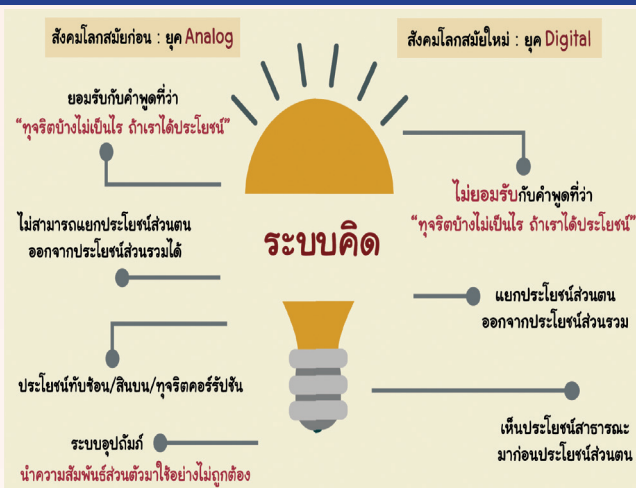 สังคมโลกสมัยก่อน : ยุค Analog
ยอมรับกับคำพูดที่ว่า
“ทุจริตบ้างไม่เป็นไร ถ้าเราได้ประโยชน์”
ไม่สามารถแยกประโยชน์ส่วนตน
ออกจากประโยชน์ส่วนรวมได้
ประโยชน์ทับซ้อน/สินบน/ทุจริตคอร์รัปชัน
ระบบอุปถัมภ์
นำความสัมพันธ์ส่วนตัวมาใช้อย่างไม่ถูกต้อง
ระบบคิด
สังคมโลกสมัยใหม่ : ยุค Digital
ไม่ยอมรับกับคำพูดที่ว่า
“ทุจริตบ้างไม่เป็นไร ถ้าเราได้ประโยชน์”
แยกประโยชน์ส่วนตน
ออกจากประโยชน์ส่วนรวม
เห็นประโยชน์สาธารณะ
มาก่อนประโยชน์ส่วนตน